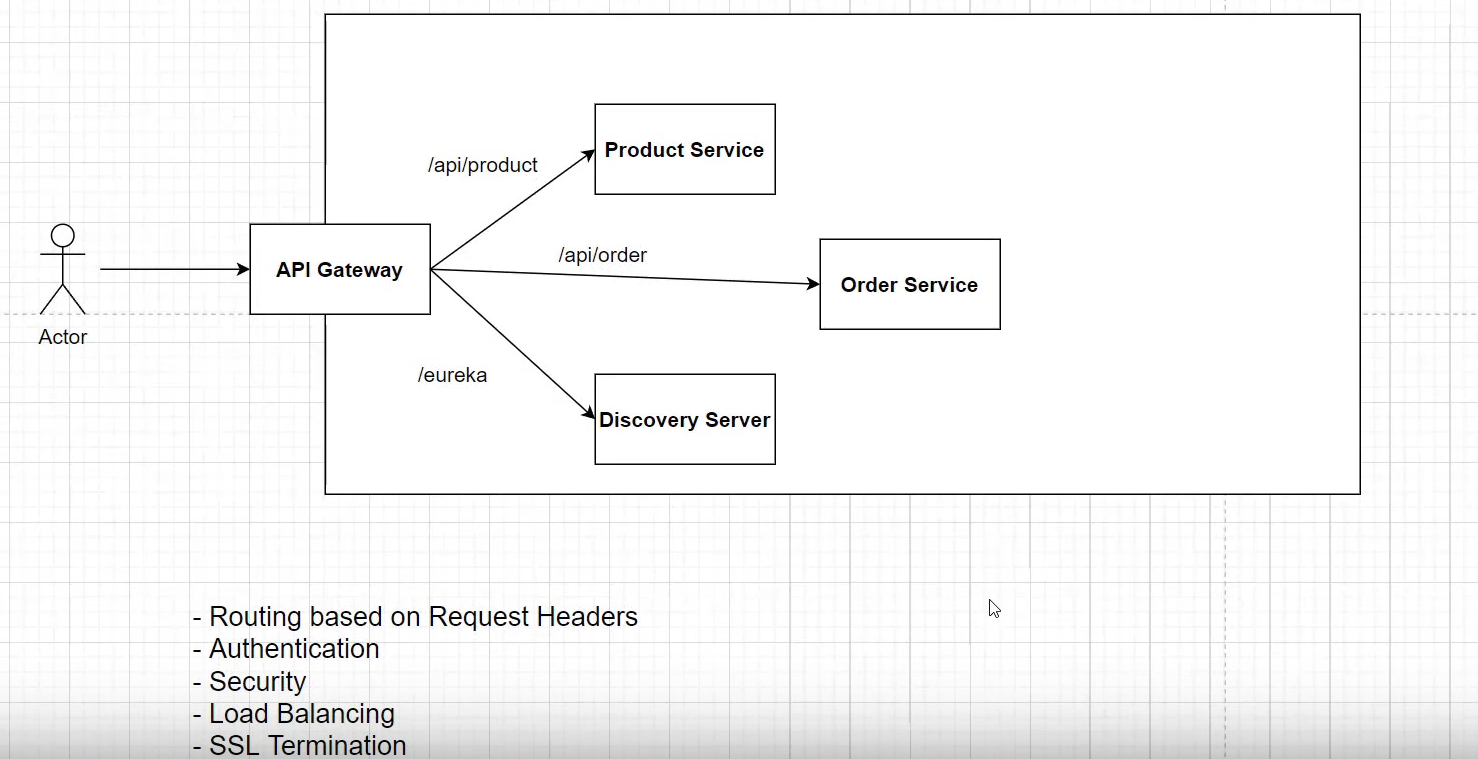 Product Service
/api/product
/api/order
API Gateway
Order Service
Actor
/eureka
Discovery Server
- Routing based on Request Headers
- Authentication
- Security
- Load Balancing
- SSL Termination